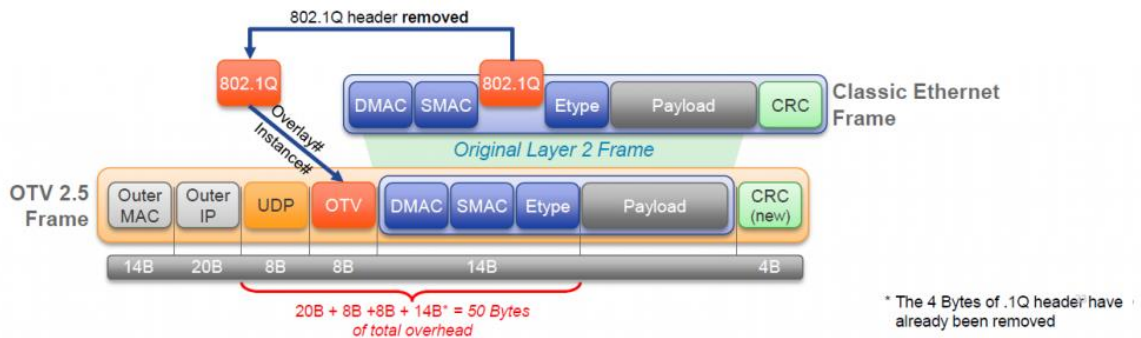 802.1Q header removed
802.1Q
802.1Q
DMAC
SMAC
Etype
Payload
CRC
Classic Ethernet
Frame
Overlay#
Instance#
Original Layer 2 Frame
OTV 2.5
Frame
Outer
MAC
Outer
IP
UDP
OTV
DMAC
SMAC
Etype
Payload
CRC
(new)
14B
20B
8B
8B
14B
4B
20B + 8B +8B + 14B* = 50 Bytes
of total overhead
* The 4 Bytes of .1Q header have
already been removed